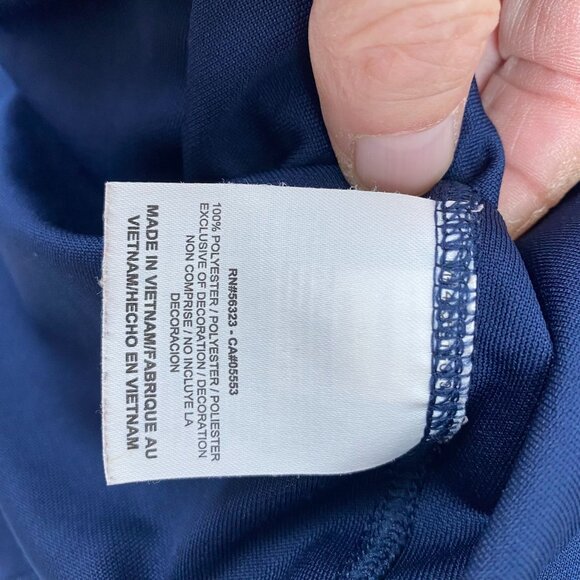 RN#56323 - CA#05553
100% POLYESTER / POLYESTER
EXCLUSIVE OF DECORATION / DECORATION
NON COMPRISE / NO INCLUYE LA
DECORACION
MADE IN VIETNAM/FABRIQUE AU
VIETNAM/HECHO EN VIETNAM